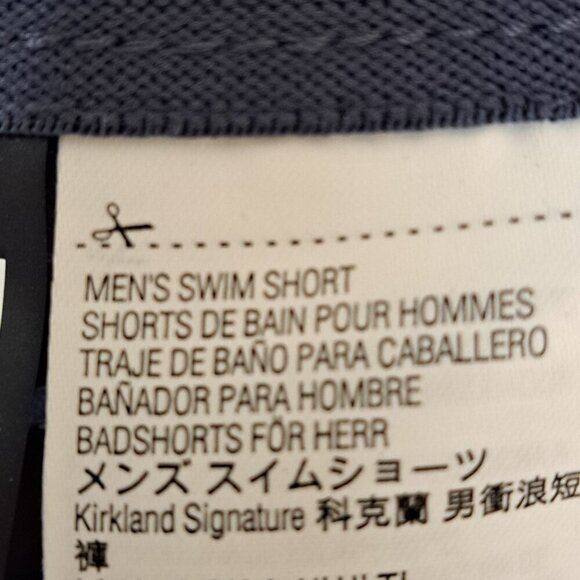 MEN'S SWIM SHORT
SHORTS DE BAIN POUR HOMMES
TRAJE DE BAÑO PARA CABALLERO
BAÑADOR PARA HOMBRE
BADSHORTS FÖR HERR
メンズ スイムショーツ
Kirkland Signature 科克蘭 男衝浪短
褲